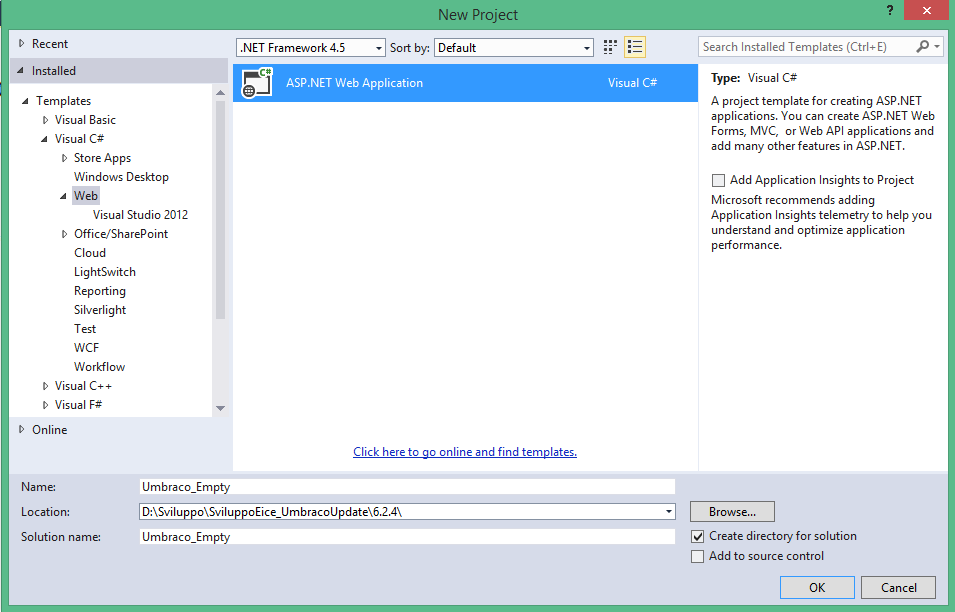 New Project
?
Recent
Installed
Templates
Visual Basic
Visual C#
Store Apps
Windows Desktop
Web
Visual Studio 2012
Office/SharePoint
Cloud
LightSwitch
Reporting
Silverlight
Test
WCF
Workflow
Visual C++
Visual F#
Online
.NET Framework 4.5
Sort by:
Default
C#
ASP.NET Web Application
Visual C#
Click here to go online and find templates.
Search Installed Templates (Ctrl+E)
Type: Visual C#
A project template for creating ASP.NET
applications. You can create ASP.NET Web
Forms, MVC, or Web API applications and
add many other features in ASP.NET.
Add Application Insights to Project
Microsoft recommends adding
Application Insights telemetry to help you
understand and optimize application
performance.
Name:
Umbraco_Empty
Location:
D:\Sviluppo\SviluppoEice_UmbracoUpdate\6.2.4\
Browse...
Solution name:
Umbraco_Empty
Create directory for solution
Add to source control
OK
Cancel